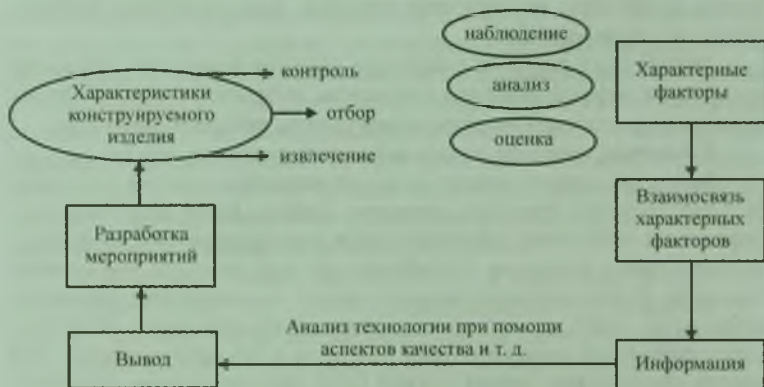 наблюдение
контроль
Характеристики
конструируемого
изделия
анализ
Характерные
факторы
отбор
оценка
извлечение
Разработка
мероприятий
Взаимосвязь
характерных
факторов
Анализ технологии при помощи
аспектов качества и т. д.
Вывод
Информация